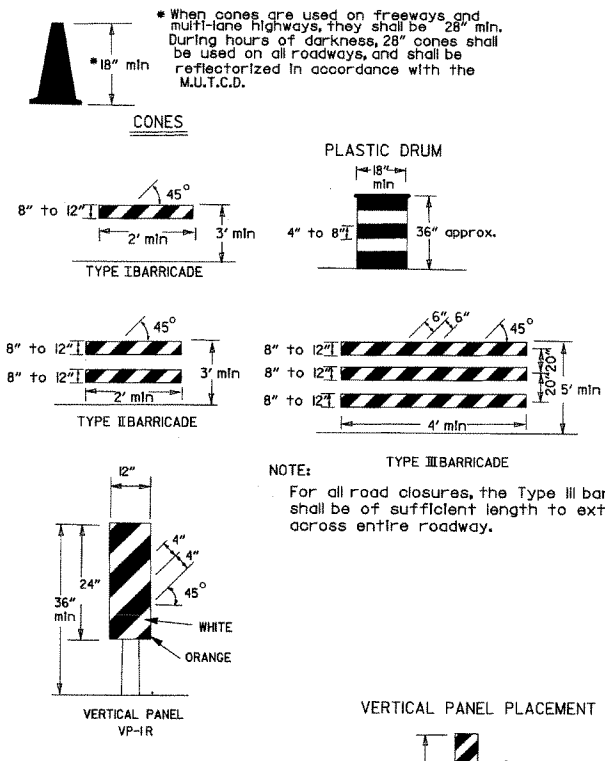 * When cones are used on freeways and
multi-lane highways, they shall be 28" min.
During hours of darkness, 28" cones shall
be used on all roadways, and shall be
reflectorized in accordance with the
M.U.T.C.D.
*18" min
CONES
PLASTIC DRUM
18"
min
4" to 8"
36" approx.
45°
8" to 12"
2' min
3' min
TYPE I BARRICADE
45°
8" to 12"
8" to 12"
2' min
3' min
TYPE II BARRICADE
6" 6"
45°
8" to 12"
8" to 12"
8" to 12"
20" 20"
5' min
4' min
TYPE III BARRICADE
NOTE:
For all road closures, the Type III bar
shall be of sufficient length to ext
across entire roadway.
12"
4"
4"
45°
24"
36"
min
WHITE
ORANGE
VERTICAL PANEL
VP-1R
VERTICAL PANEL PLACEMENT